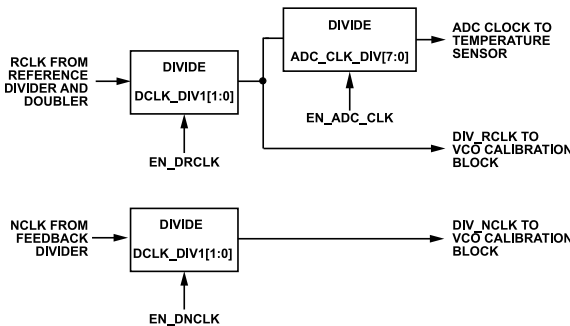 RCLK FROM
REFERENCE
DIVIDER AND
DOUBLER
DIVIDE
DCLK_DIV1[1:0]
EN_DRCLK
DIVIDE
ADC_CLK_DIV[7:0]
EN_ADC_CLK
ADC CLOCK TO
TEMPERATURE
SENSOR
DIV_RCLK TO
VCO CALIBRATION
BLOCK
NCLK FROM
FEEDBACK
DIVIDER
DIVIDE
DCLK_DIV1[1:0]
EN_DNCLK
DIV_NCLK TO
VCO CALIBRATION
BLOCK